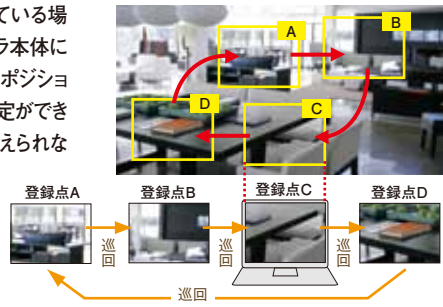 ている場
ラ本体に
ポジショ
定ができ
えられな
A
B
D
C
登録点A
登録点B
登録点C
登録点D
巡回
巡回
巡回
巡回